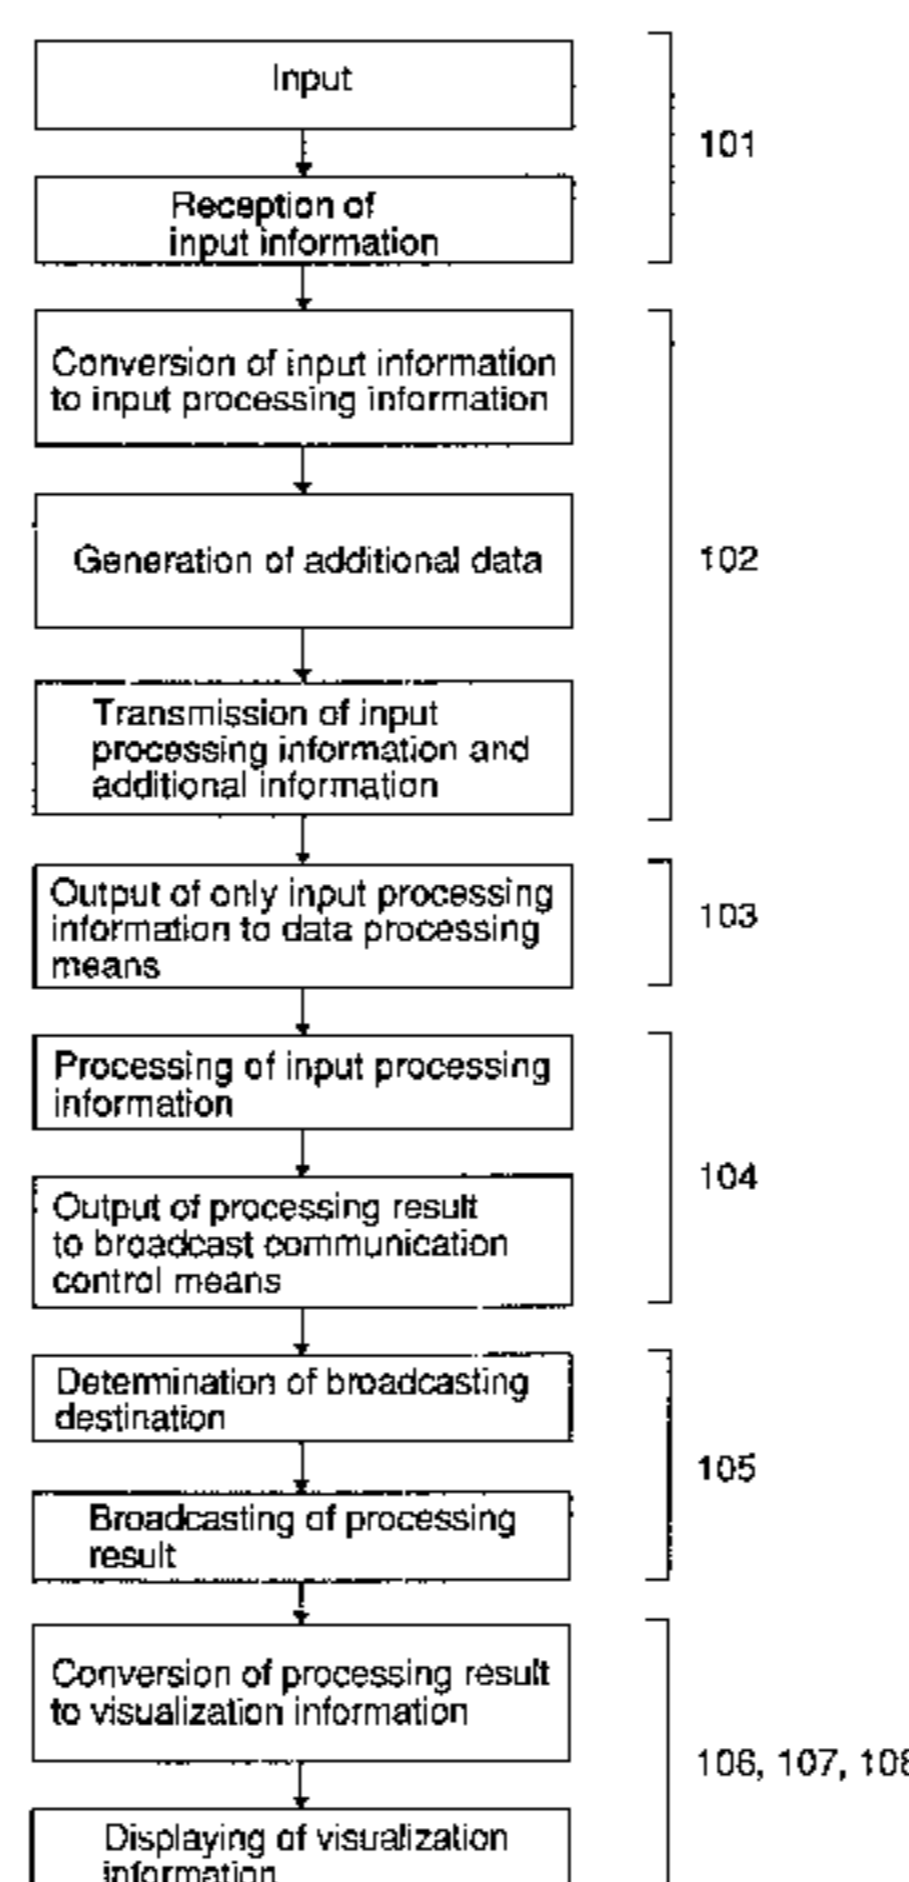 Input
101
Reception of
input information
Conversion of input information
to input processing information
Generation of additional data
102
Transmission of input
processing information and
additional information
Output of only input processing
information to data processing
means
103
Processing of input processing
information
104
Output of processing result
to broadcast communication
control means
Determination of broadcasting
destination
105
Broadcasting of processing
result
Conversion of processing result
to visualization information
106, 107, 108
Displaying of visualization
information